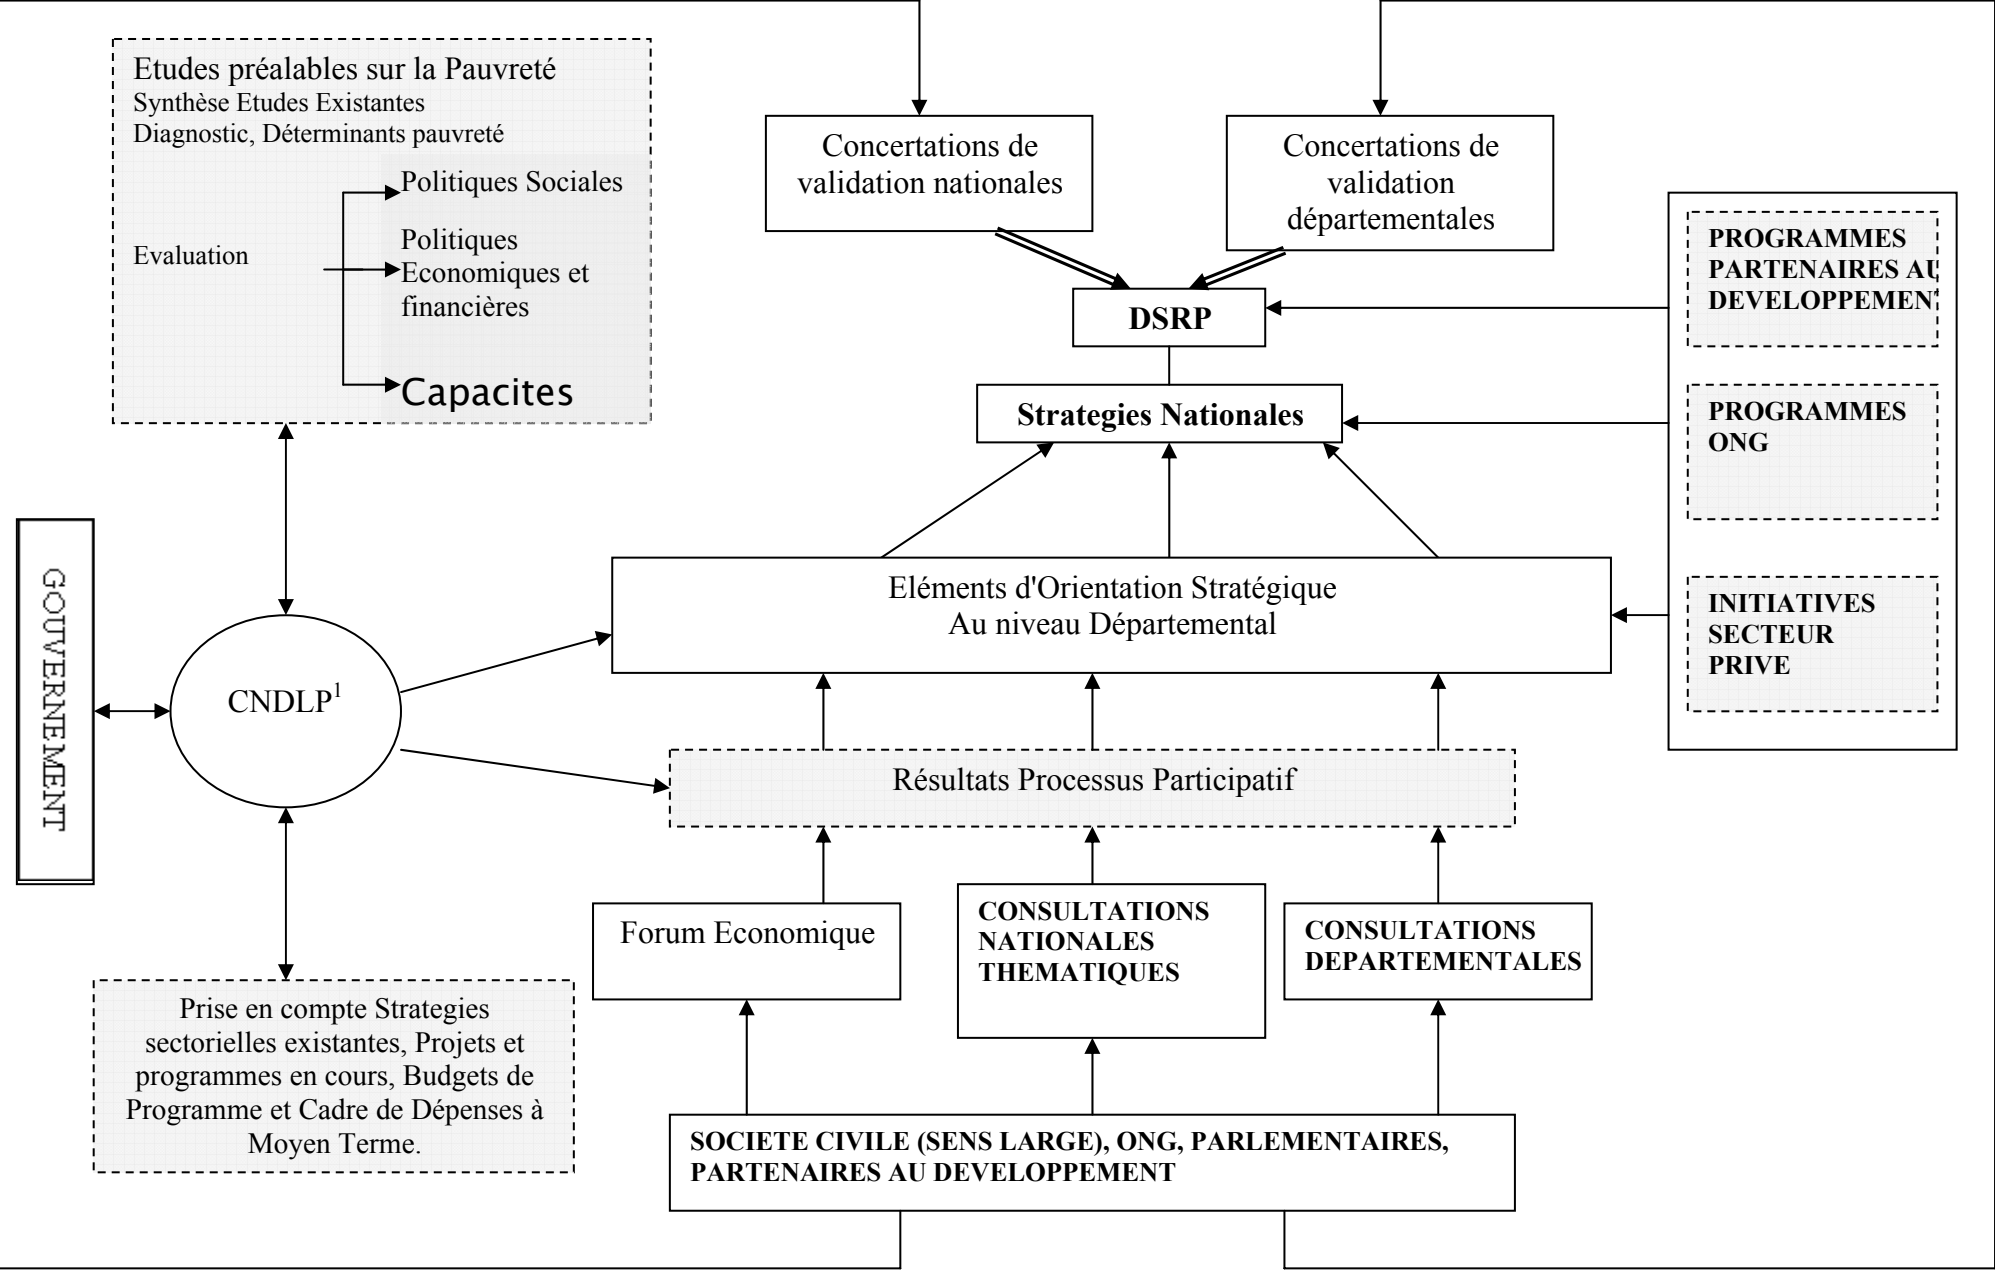 Etudes préalables sur la Pauvreté
Synthèse Etudes Existantes
Diagnostic, Déterminants pauvreté
Evaluation
Politiques Sociales
Politiques
Economiques et
financières
Capacites
Concertations de
validation nationales
Concertations de
validation
départementales
DSRP
Strategies Nationales
PROGRAMMES
PARTENAIRES AU
DEVELOPPEMENT
PROGRAMMES
ONG
INITIATIVES
SECTEUR
PRIVE
Eléments d'Orientation Stratégique
Au niveau Départemental
GOUVERNEMENT
CNDLP¹
Résultats Processus Participatif
Forum Economique
CONSULTATIONS
NATIONALES
THEMATIQUES
CONSULTATIONS
DEPARTEMENTALES
Prise en compte Strategies
sectorielles existantes, Projets et
programmes en cours, Budgets de
Programme et Cadre de Dépenses à
Moyen Terme.
SOCIETE CIVILE (SENS LARGE), ONG, PARLEMENTAIRES,
PARTENAIRES AU DEVELOPPEMENT